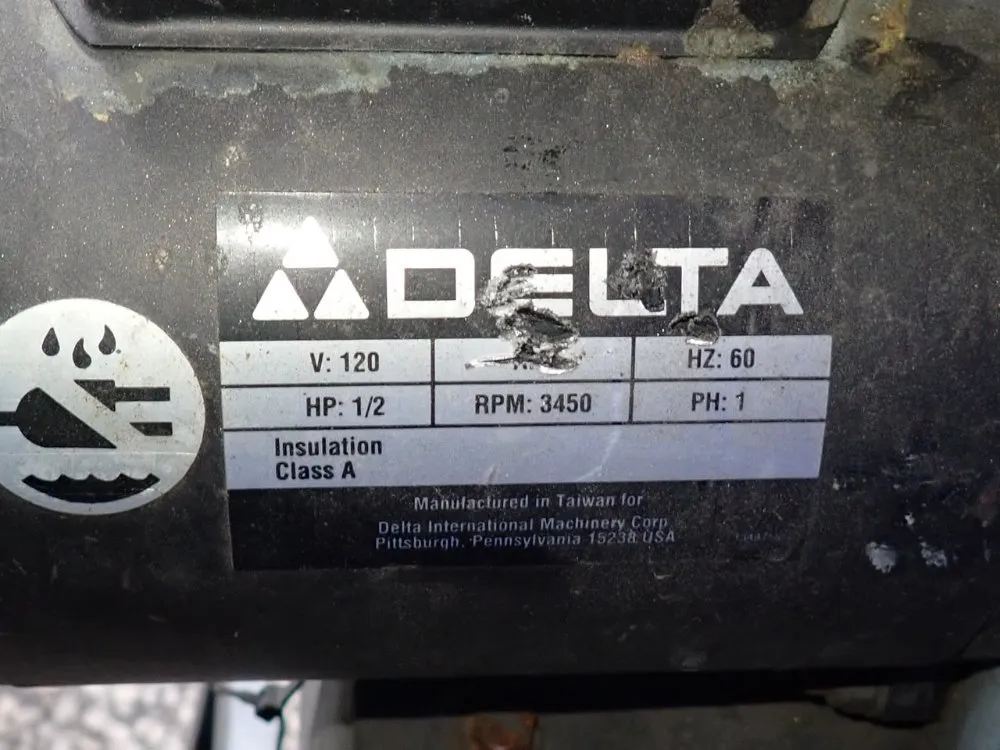 DELTA
V: 120
HZ: 60
HP: 1/2
RPM: 3450
PH: 1
Insulation
Class A
Manufactured in Taiwan for
Delta International Machinery Corp
Pittsburgh, Pennsylvania 15238 USA